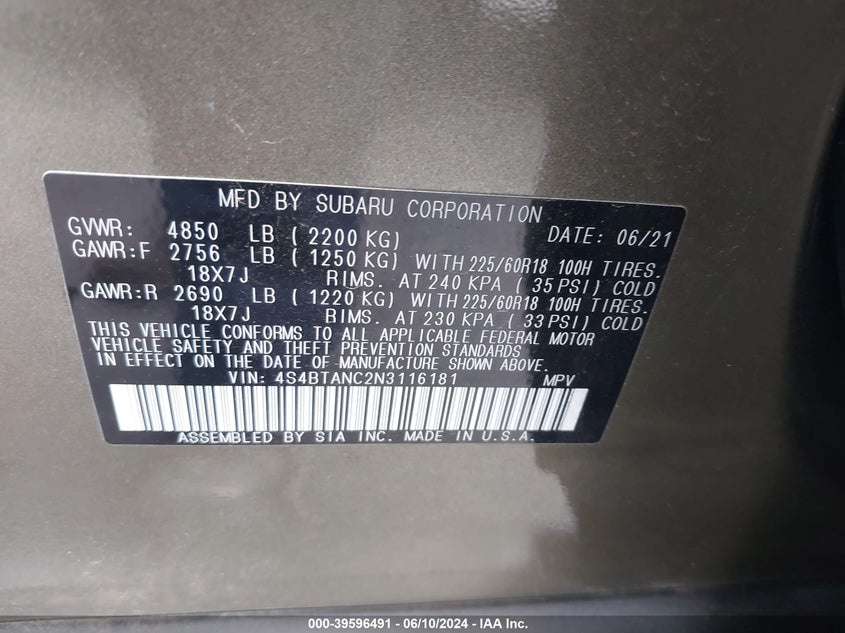 MFD BY SUBARU CORPORATION
GVWR: 4850 LB (2200 KG) DATE: 06/21
GAWR:F 2756 LB (1250 KG) WITH 225/60R18 100H TIRES.
18X7J RIMS. AT 240 KPA (35 PSI) COLD
GAWR:R 2690 LB (1220 KG) WITH 225/60R18 100H TIRES.
18X7J RIMS. AT 230 KPA (33 PSI) COLD
THIS VEHICLE CONFORMS TO ALL APPLICABLE FEDERAL MOTOR
VEHICLE SAFETY AND THEFT PREVENTION STANDARDS
IN EFFECT ON THE DATE OF MANUFACTURE SHOWN ABOVE.
VIN: 4S4BTANC2N3116181 MPV
ASSEMBLED BY SIA INC. MADE IN U.S.A.
000-39596491 - 06/10/2024 - IAA Inc.